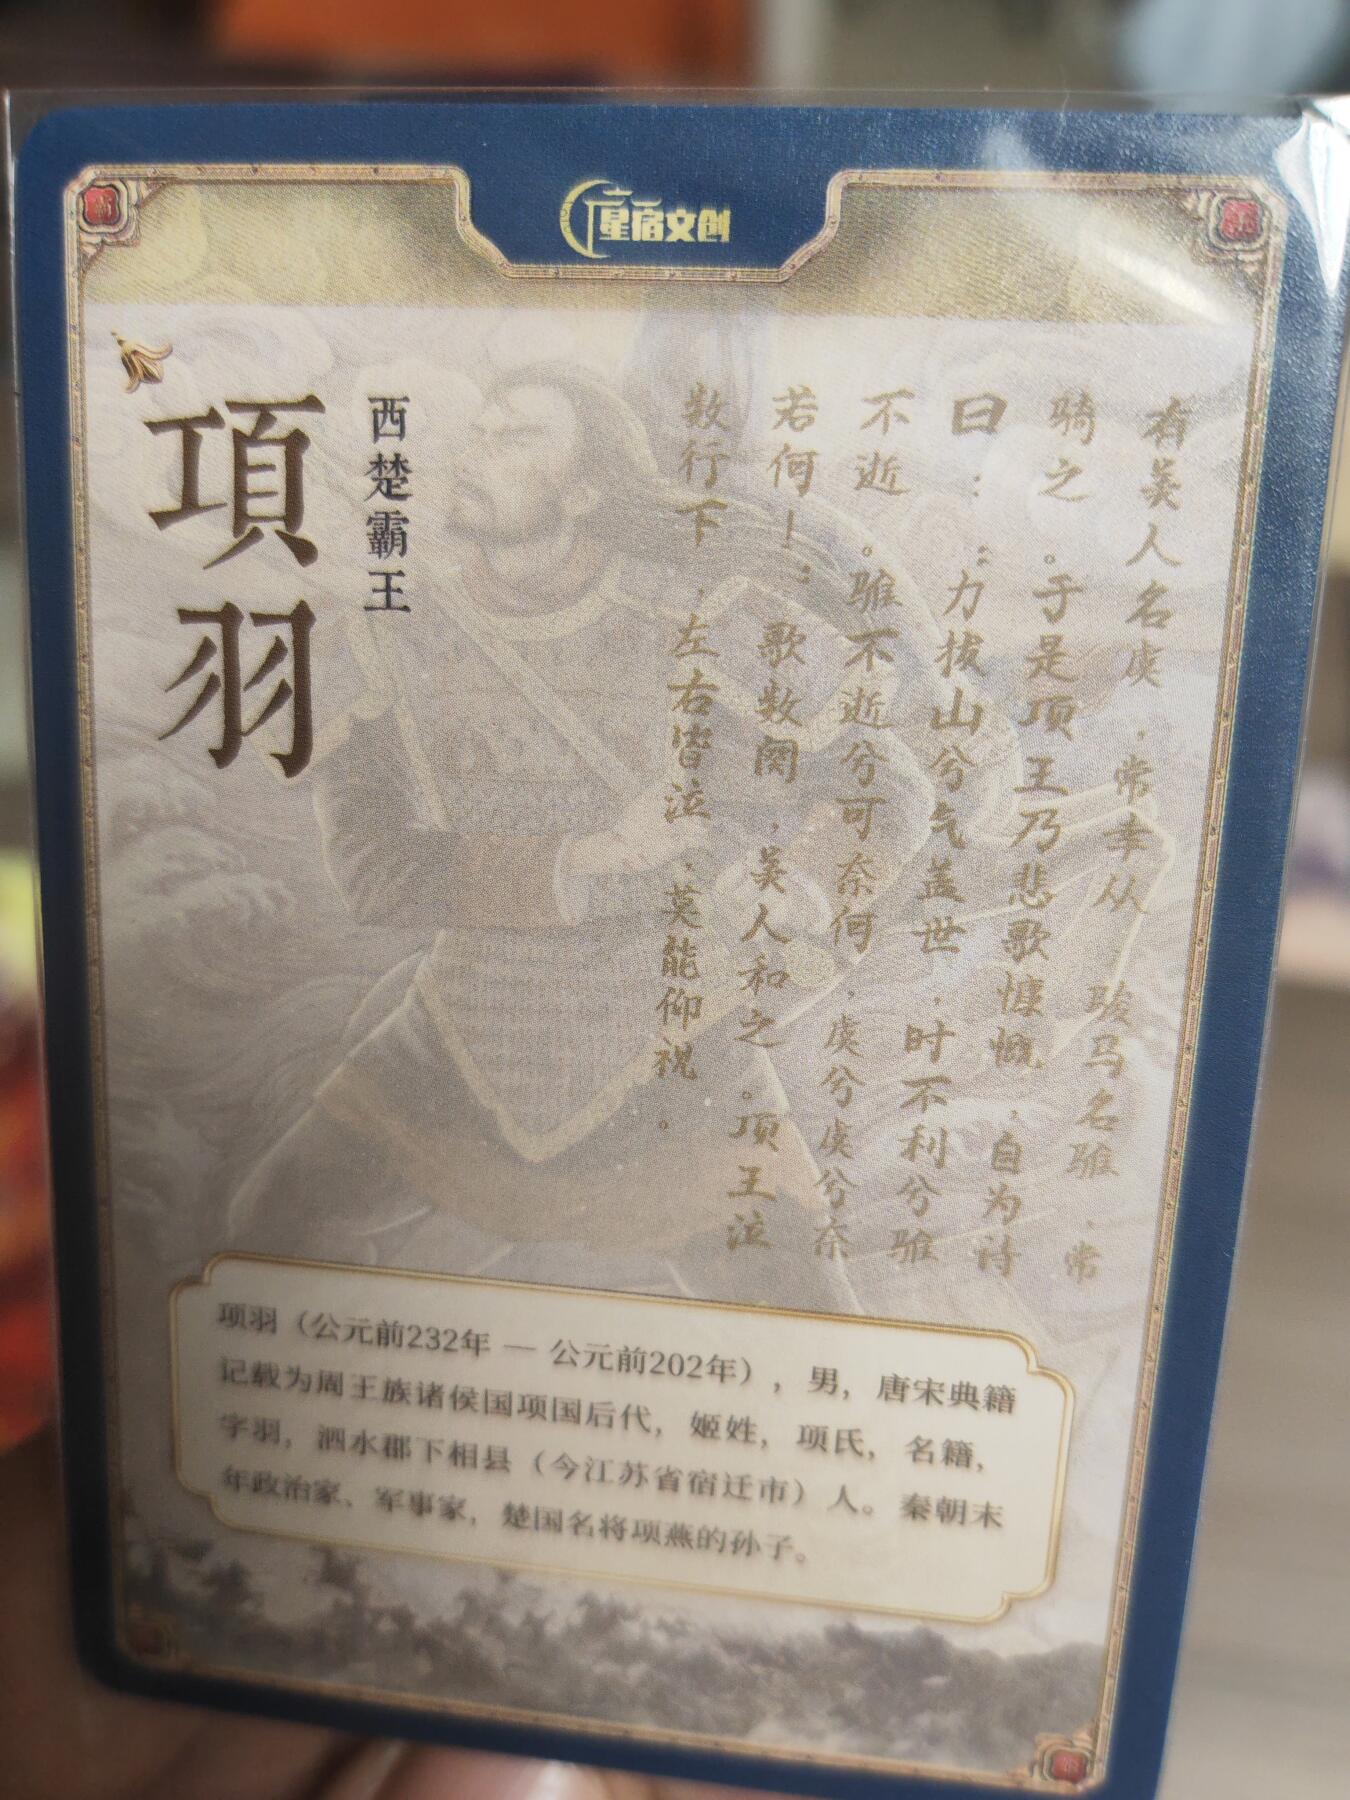 星宿文创
項羽
西楚霸王
有美人名虞，常幸从，骏马名骓，常
骑之。于是项王乃悲歌慷慨，自为诗
曰：：力拔山兮气盖世，时不利兮骓
不逝。骓不逝兮可奈何，虞兮虞兮奈
若何！：歌数阕，美人和之。项王泣
数行下，左右皆泣，莫能仰视。
项羽（公元前232年 — 公元前202年），男，唐宋典籍
记载为周王族诸侯国项国后代，姬姓，项氏，名籍，
字羽，泗水郡下相县（今江苏省宿迁市）人。秦朝末
年政治家、军事家，楚国名将项燕的孙子。